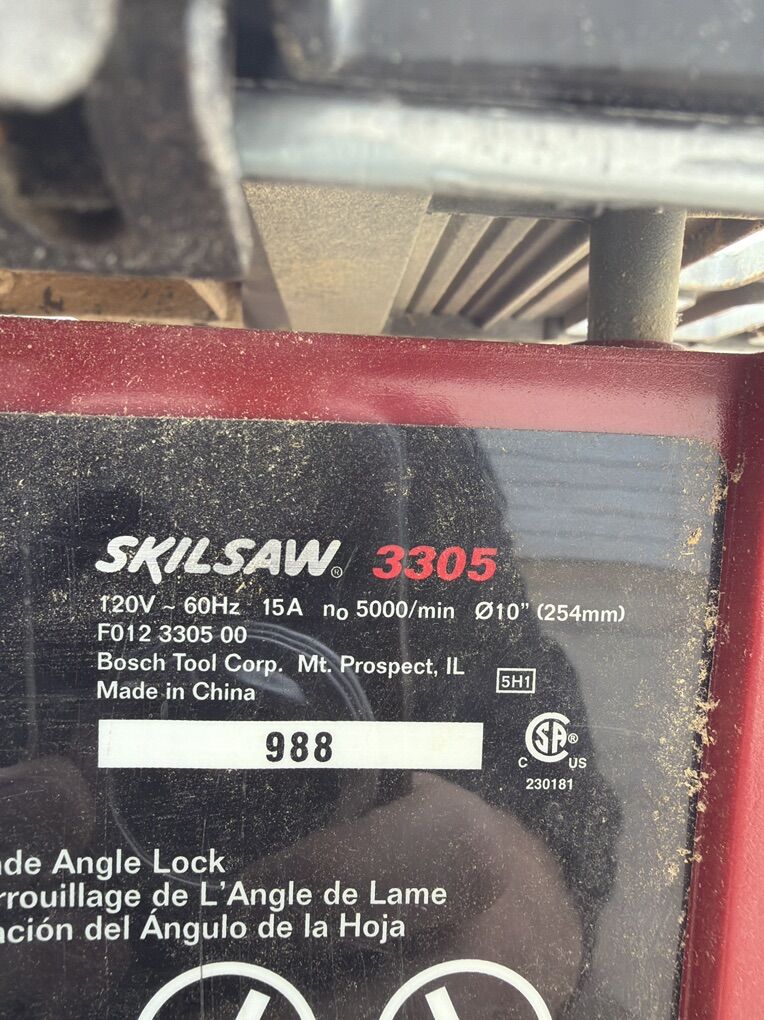 SKILSAW® 3305
120V ~ 60Hz 15A no 5000/min Ø10" (254mm)
F012 3305 00
Bosch Tool Corp. Mt. Prospect, IL
5H1
Made in China
988
CSA®
C US
230181
de Angle Lock
rrouillage de L'Angle de Lame
ación del Ángulo de la Hoja